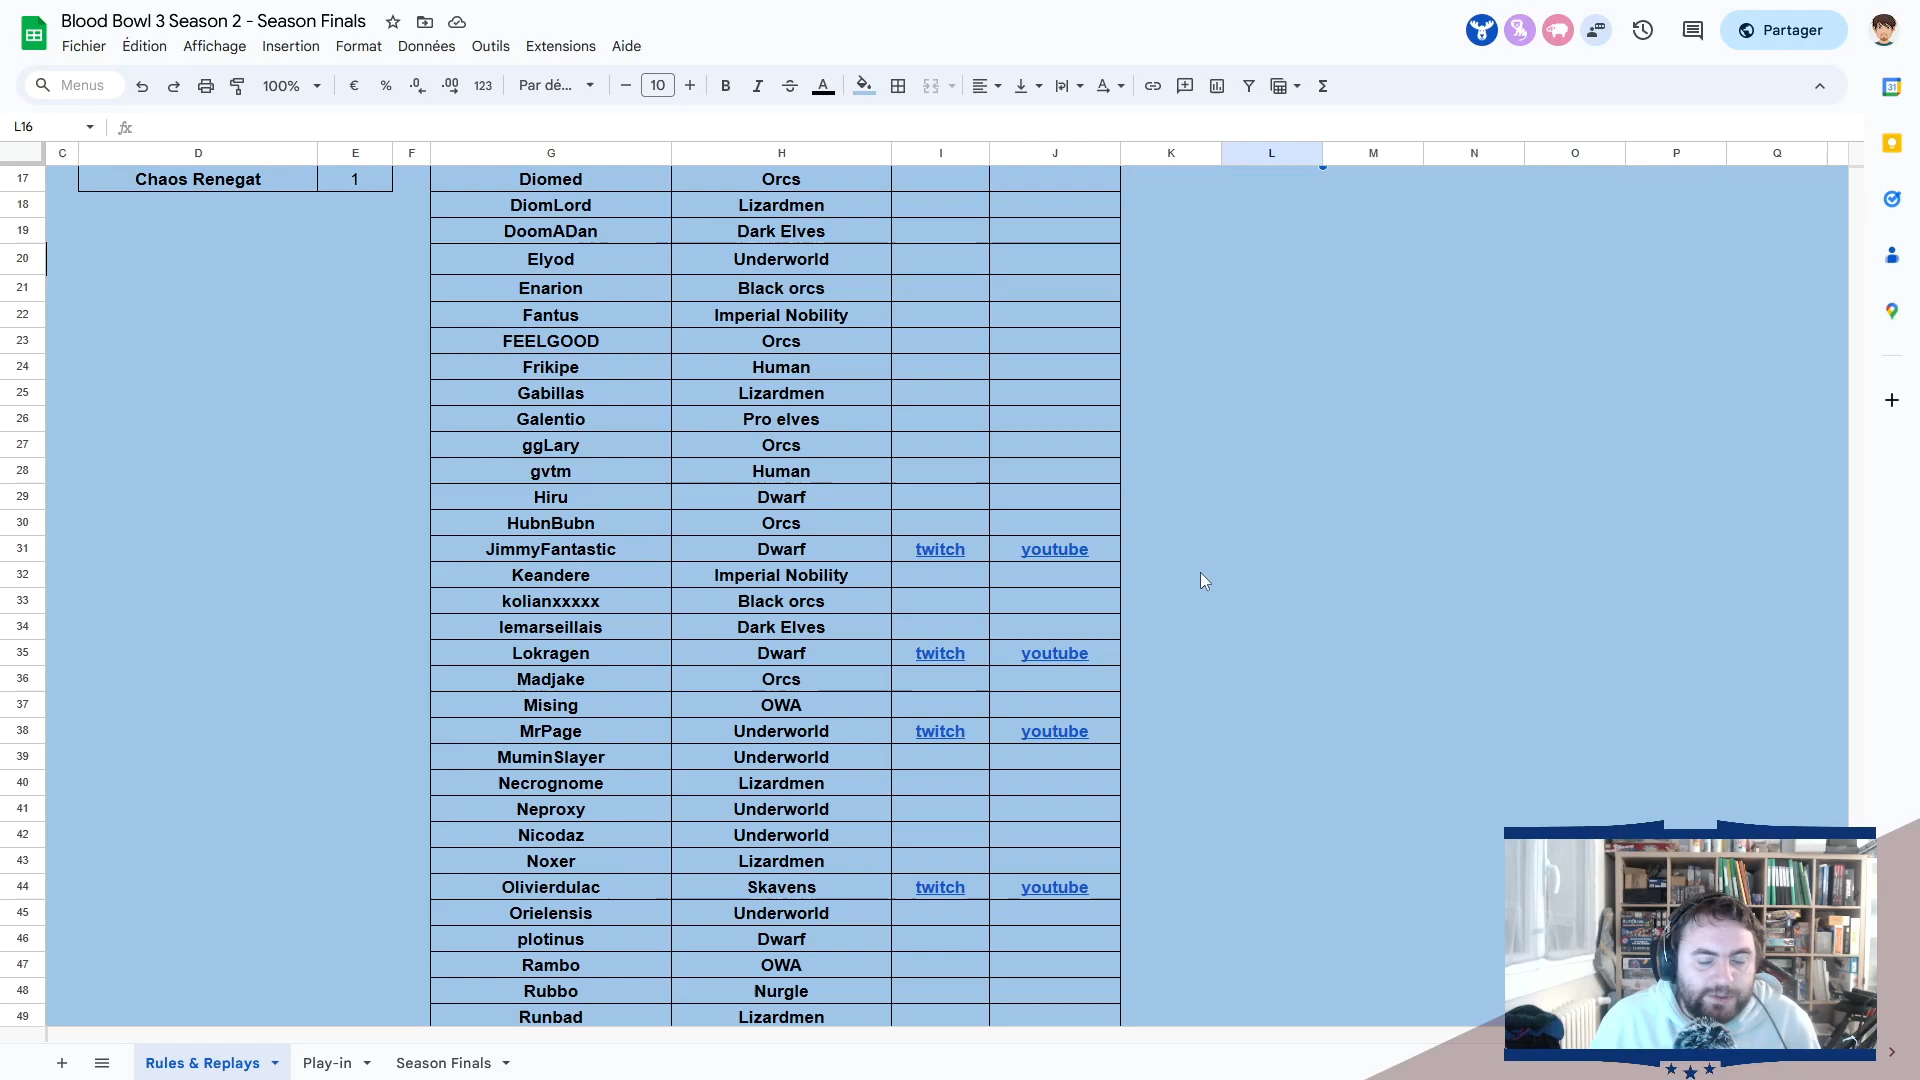 Blood Bowl 3 Season 2 - Season Finals
Fichier Édition Affichage Insertion Format Données Outils Extensions Aide
Partager
Menus 100% € % .0 .00 123 Par dé... − 10 + B I A Σ
L16 fx
C D E F G H I J K L M N O P Q
17 Chaos Renegat 1 Diomed Orcs
18 DiomLord Lizardmen
19 DoomADan Dark Elves
20 Elyod Underworld
21 Enarion Black orcs
22 Fantus Imperial Nobility
23 FEELGOOD Orcs
24 Frikipe Human
25 Gabillas Lizardmen
26 Galentio Pro elves
27 ggLary Orcs
28 gvtm Human
29 Hiru Dwarf
30 HubnBubn Orcs
31 JimmyFantastic Dwarf twitch youtube
32 Keandere Imperial Nobility
33 kolianxxxxx Black orcs
34 lemarseillais Dark Elves
35 Lokragen Dwarf twitch youtube
36 Madjake Orcs
37 Mising OWA
38 MrPage Underworld twitch youtube
39 MuminSlayer Underworld
40 Necrognome Lizardmen
41 Neproxy Underworld
42 Nicodaz Underworld
43 Noxer Lizardmen
44 Olivierdulac Skavens twitch youtube
45 Orielensis Underworld
46 plotinus Dwarf
47 Rambo OWA
48 Rubbo Nurgle
49 Runbad Lizardmen
Rules & Replays Play-in Season Finals
31